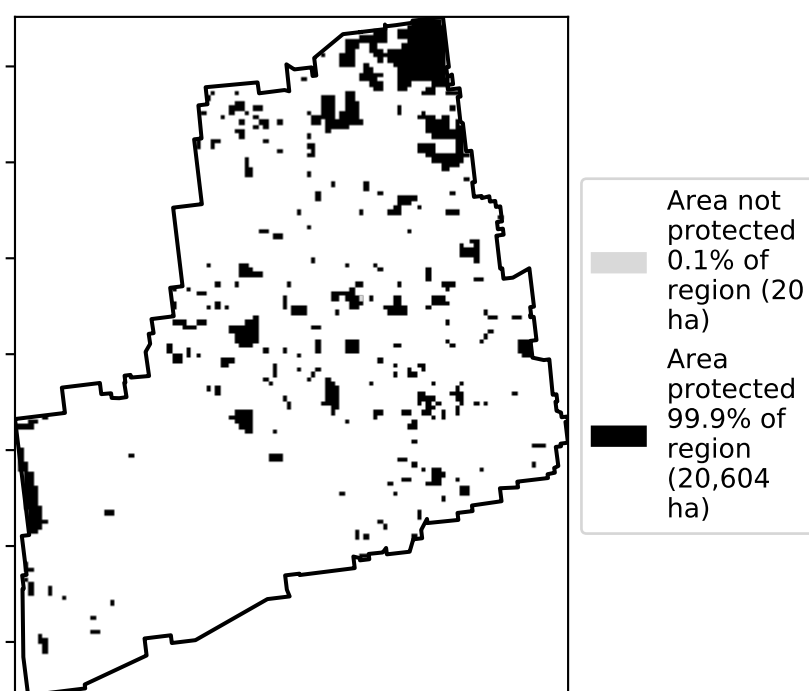 Area not
protected
0.1% of
region (20
ha)
Area
protected
99.9% of
region
(20,604
ha)